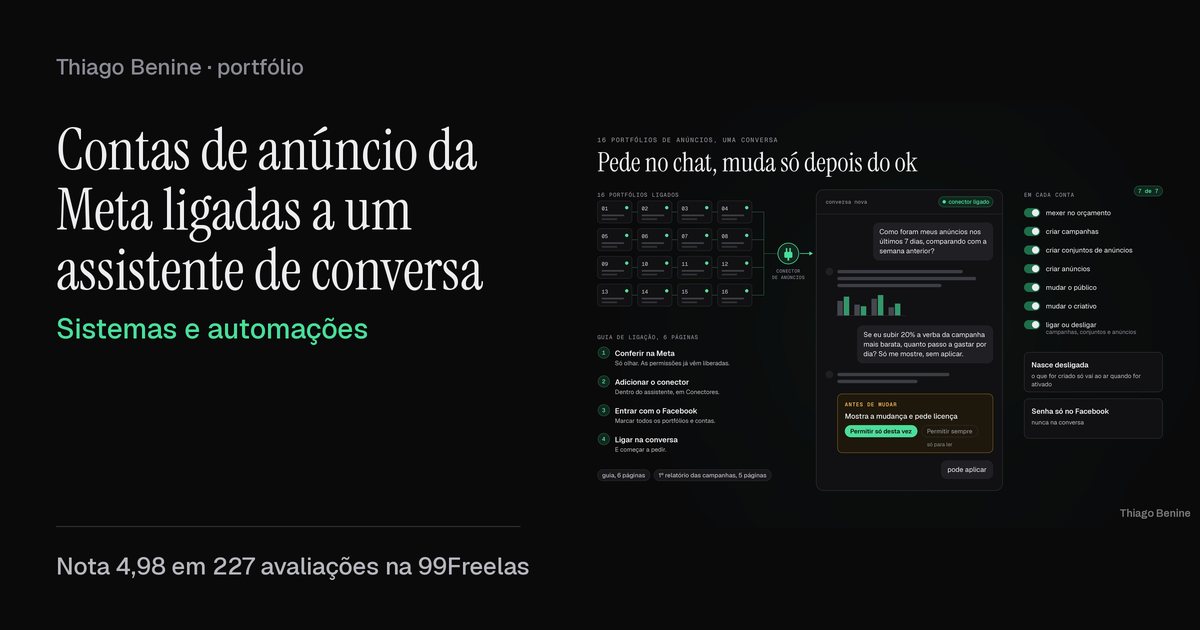 Thiago Benine · portfólio
Contas de anúncio da
Meta ligadas a um
assistente de conversa
Sistemas e automações
Nota 4,98 em 227 avaliações na 99Freelas
16 PORTFÓLIOS DE ANÚNCIOS, UMA CONVERSA
Pede no chat, muda só depois do ok
16 PORTFÓLIOS LIGADOS
01
02
03
04
05
06
07
08
09
10
11
12
13
14
15
16
CONECTOR
DE ANÚNCIOS
GUIA DE LIGAÇÃO, 6 PÁGINAS
1
Conferir na Meta
Só olhar. As permissões já vêm liberadas.
2
Adicionar o conector
Dentro do assistente, em Conectores.
3
Entrar com o Facebook
Marcar todos os portfólios e contas.
4
Ligar na conversa
E começar a pedir.
guia, 6 páginas
1º relatório das campanhas, 5 páginas
conversa nova
conector ligado
Como foram meus anúncios nos
últimos 7 dias, comparando com a
semana anterior?
Se eu subir 20% a verba da campanha
mais barata, quanto passo a gastar por
dia? Só me mostre, sem aplicar.
ANTES DE MUDAR
Mostra a mudança e pede licença
Permitir só desta vez
Permitir sempre
só para ler
pode aplicar
EM CADA CONTA
7 de 7
mexer no orçamento
criar campanhas
criar conjuntos de anúncios
criar anúncios
mudar o público
mudar o criativo
ligar ou desligar
campanhas, conjuntos e anúncios
Nasce desligada
o que for criado só vai ao ar quando for
ativado
Senha só no Facebook
nunca na conversa
Thiago Benine